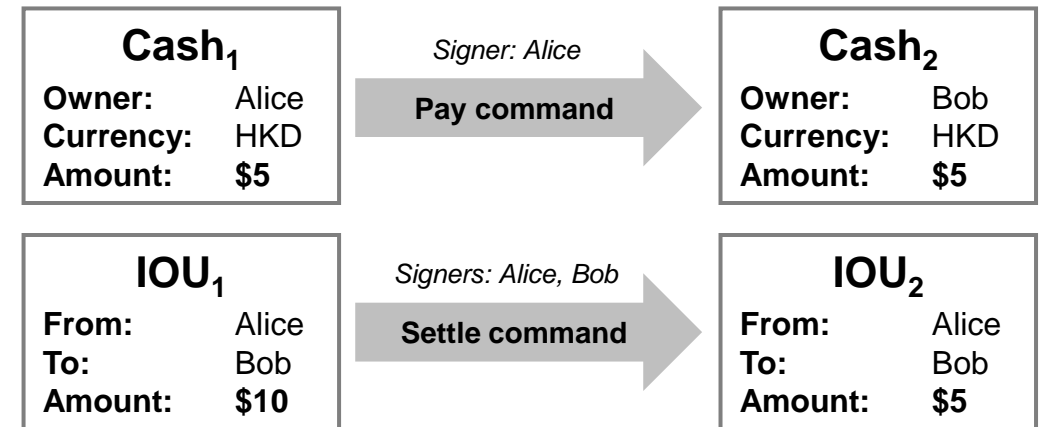 Cash₁
Owner: Alice
Currency: HKD
Amount: $5
Signer: Alice
Pay command
Cash₂
Owner: Bob
Currency: HKD
Amount: $5
IOU₁
From: Alice
To: Bob
Amount: $10
Signers: Alice, Bob
Settle command
IOU₂
From: Alice
To: Bob
Amount: $5